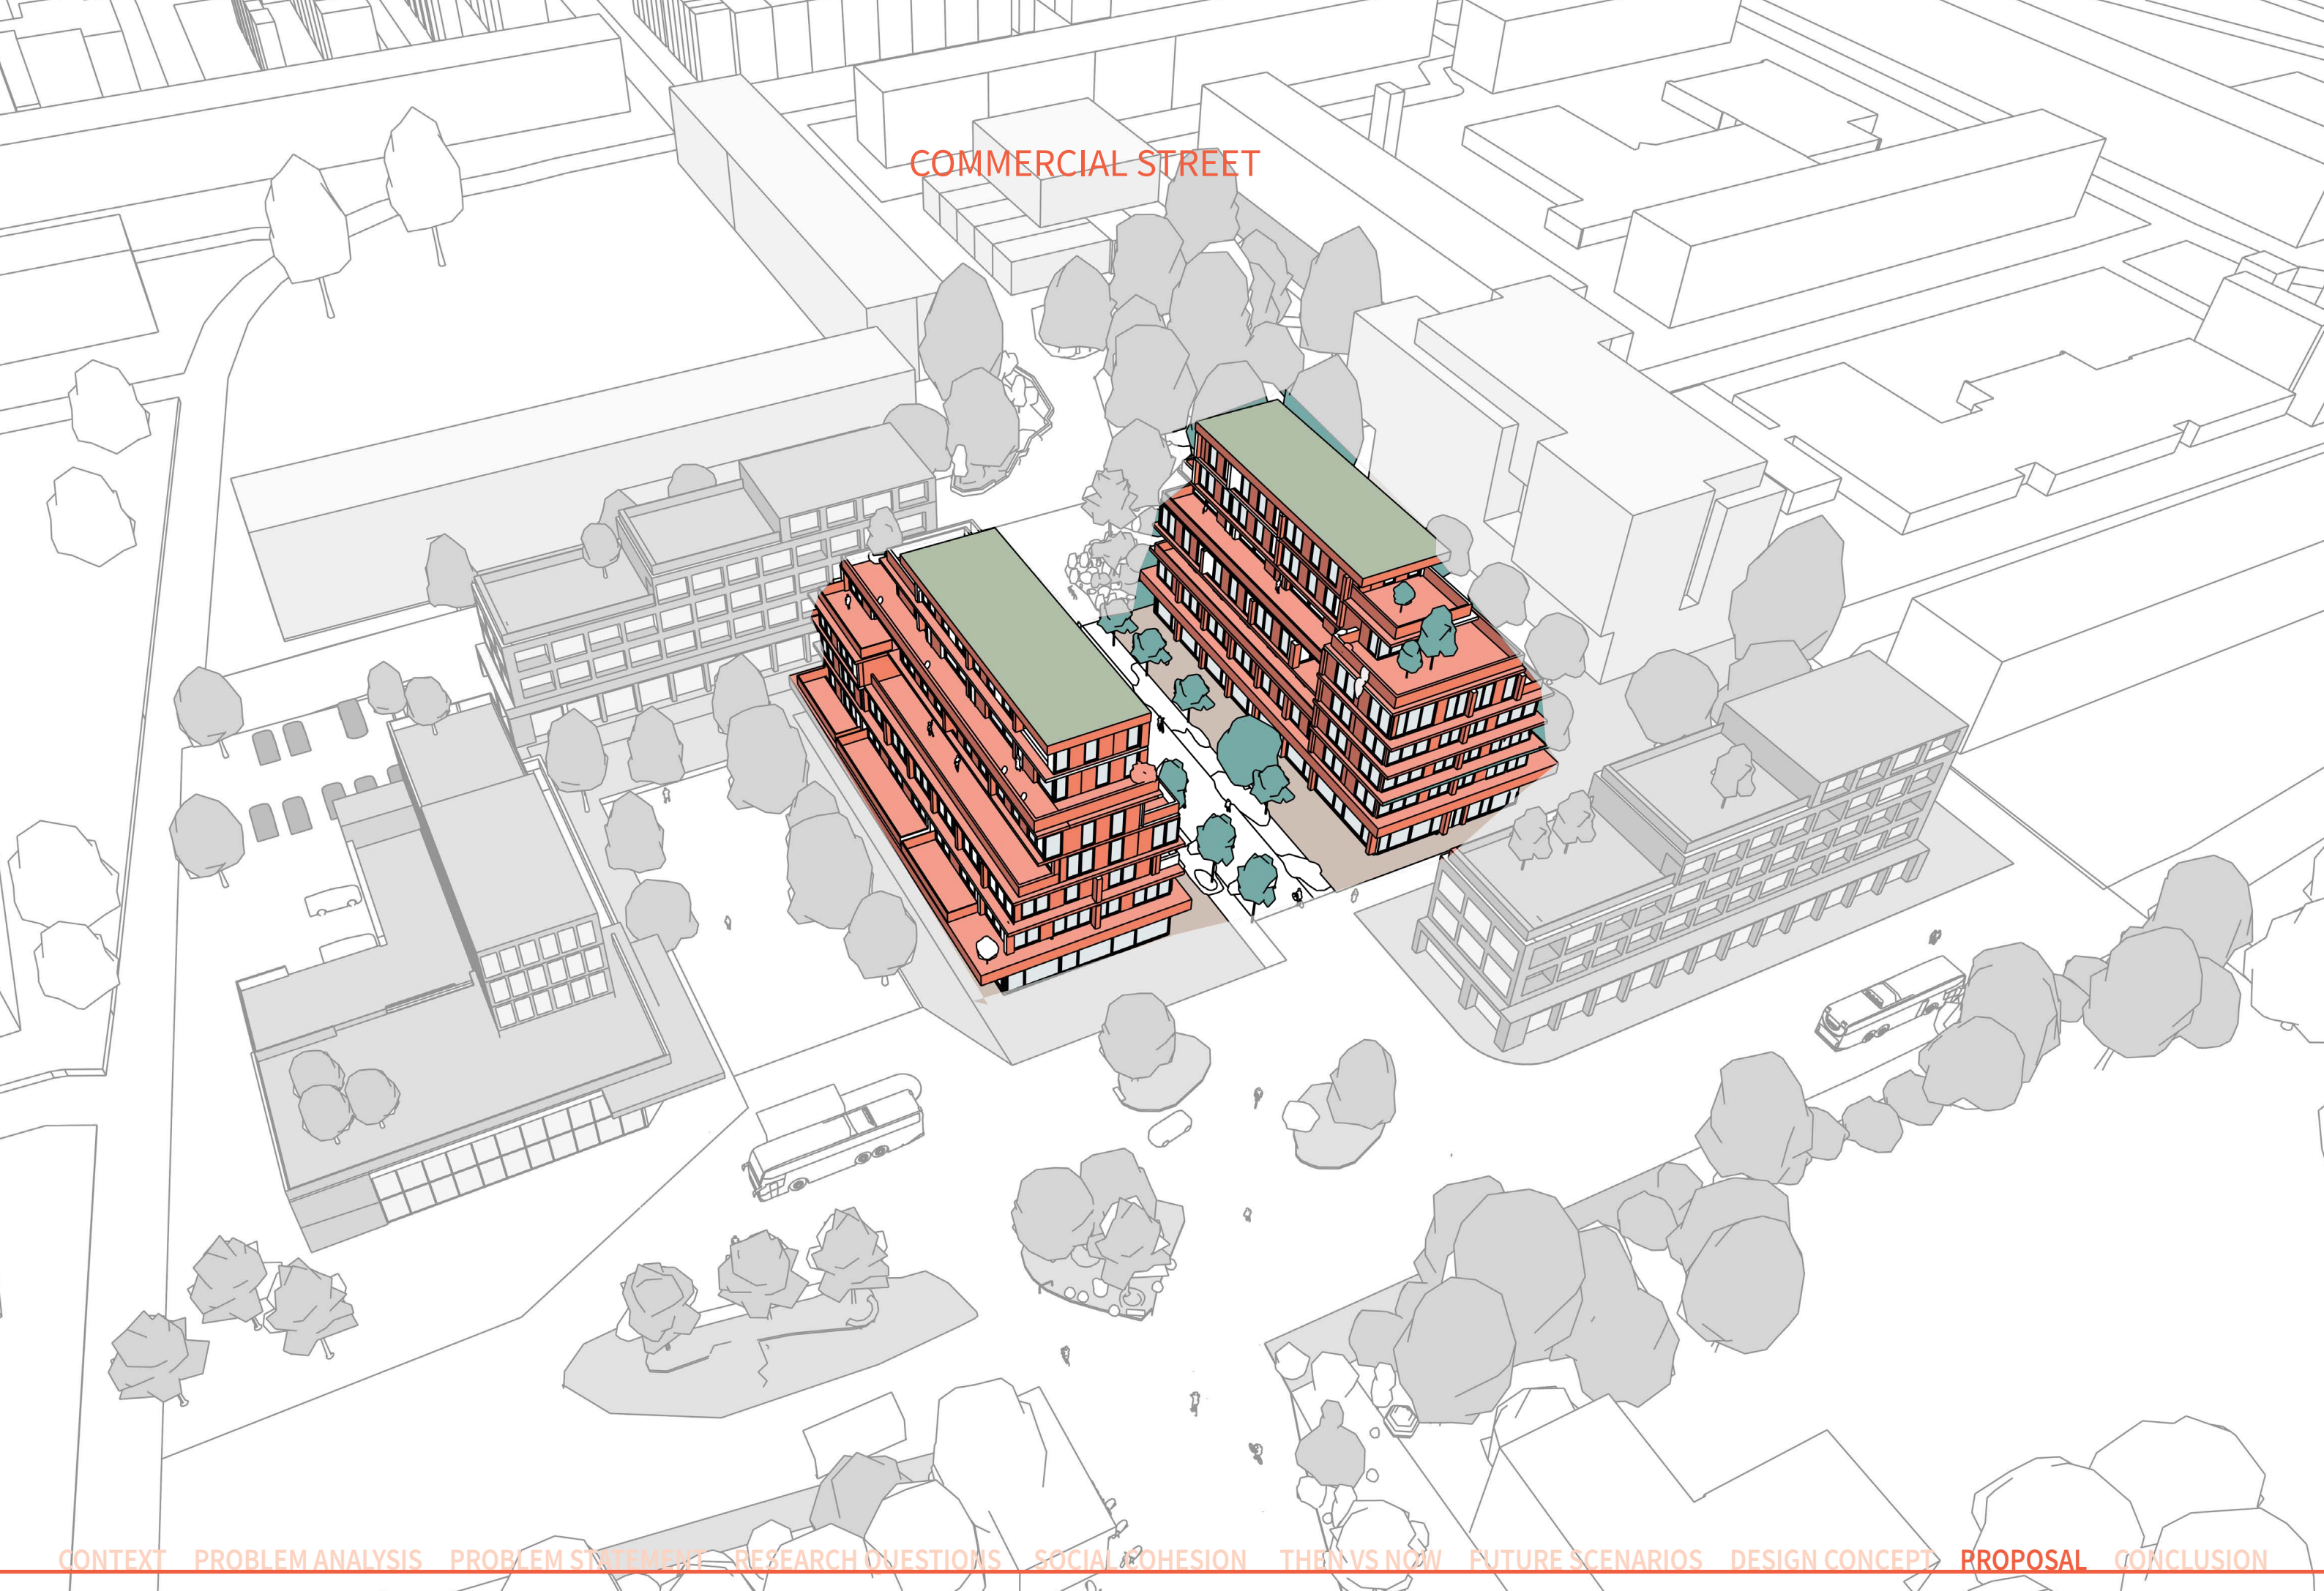 COMMERCIAL STREET
CONTEXT PROBLEM ANALYSIS PROBLEM STATEMENT RESEARCH QUESTIONS SOCIAL COHESION THEN VS NOW FUTURE SCENARIOS DESIGN CONCEPT PROPOSAL CONCLUSION